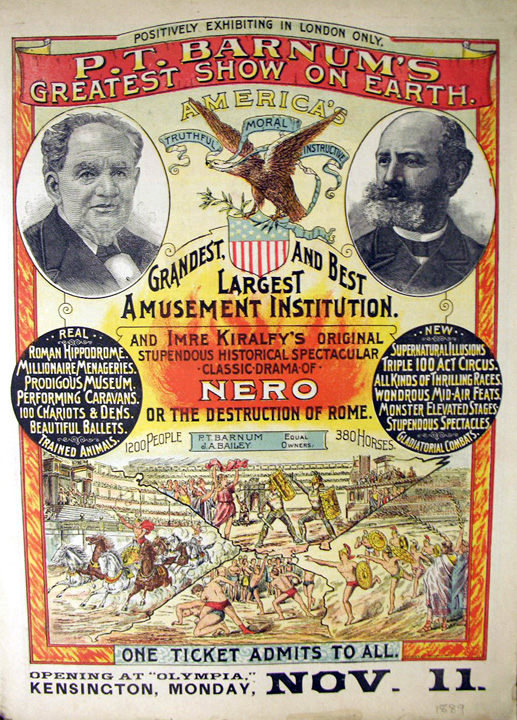 POSITIVELY EXHIBITING IN LONDON ONLY.
P.T. BARNUM'S
GREATEST SHOW ON EARTH.
AMERICA'S
TRUTHFUL MORAL INSTRUCTIVE
GRANDEST, AND BEST
LARGEST
AMUSEMENT INSTITUTION.
AND IMRE KIRALFY'S ORIGINAL
STUPENDOUS HISTORICAL SPECTACULAR
·CLASSIC·DRAMA·OF·
NERO
OR THE DESTRUCTION OF ROME.
·REAL·
ROMAN HIPPODROME.
MILLIONAIRE MENAGERIES.
PRODIGOUS MUSEUM.
PERFORMING CARAVANS.
100 CHARIOTS & DENS.
BEAUTIFUL BALLETS.
TRAINED ANIMALS.
·NEW·
SUPERNATURAL ILLUSIONS
TRIPLE 100 ACT CIRCUS.
ALL KINDS OF THRILLING RACES.
WONDROUS MID-AIR FEATS.
MONSTER ELEVATED STAGES
STUPENDOUS SPECTACLES
GLADIATORIAL COMBATS.
1200 PEOPLE
P.T. BARNUM
J.A. BAILEY
EQUAL
OWNERS.
380 HORSES.
ONE TICKET ADMITS TO ALL.
OPENING AT "OLYMPIA,"
KENSINGTON, MONDAY, NOV. 11.
1889